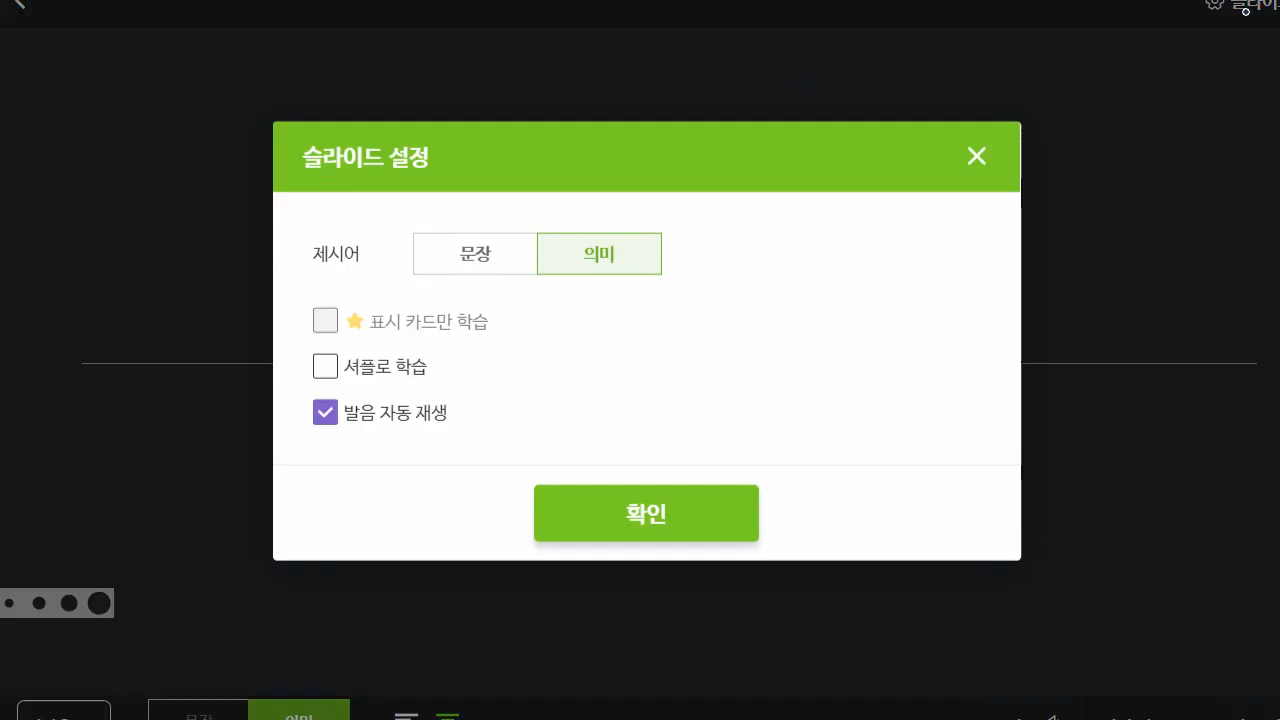 슬라이드 설정
제시어 문장 의미
표시 카드만 학습
셔플로 학습
발음 자동 재생
확인